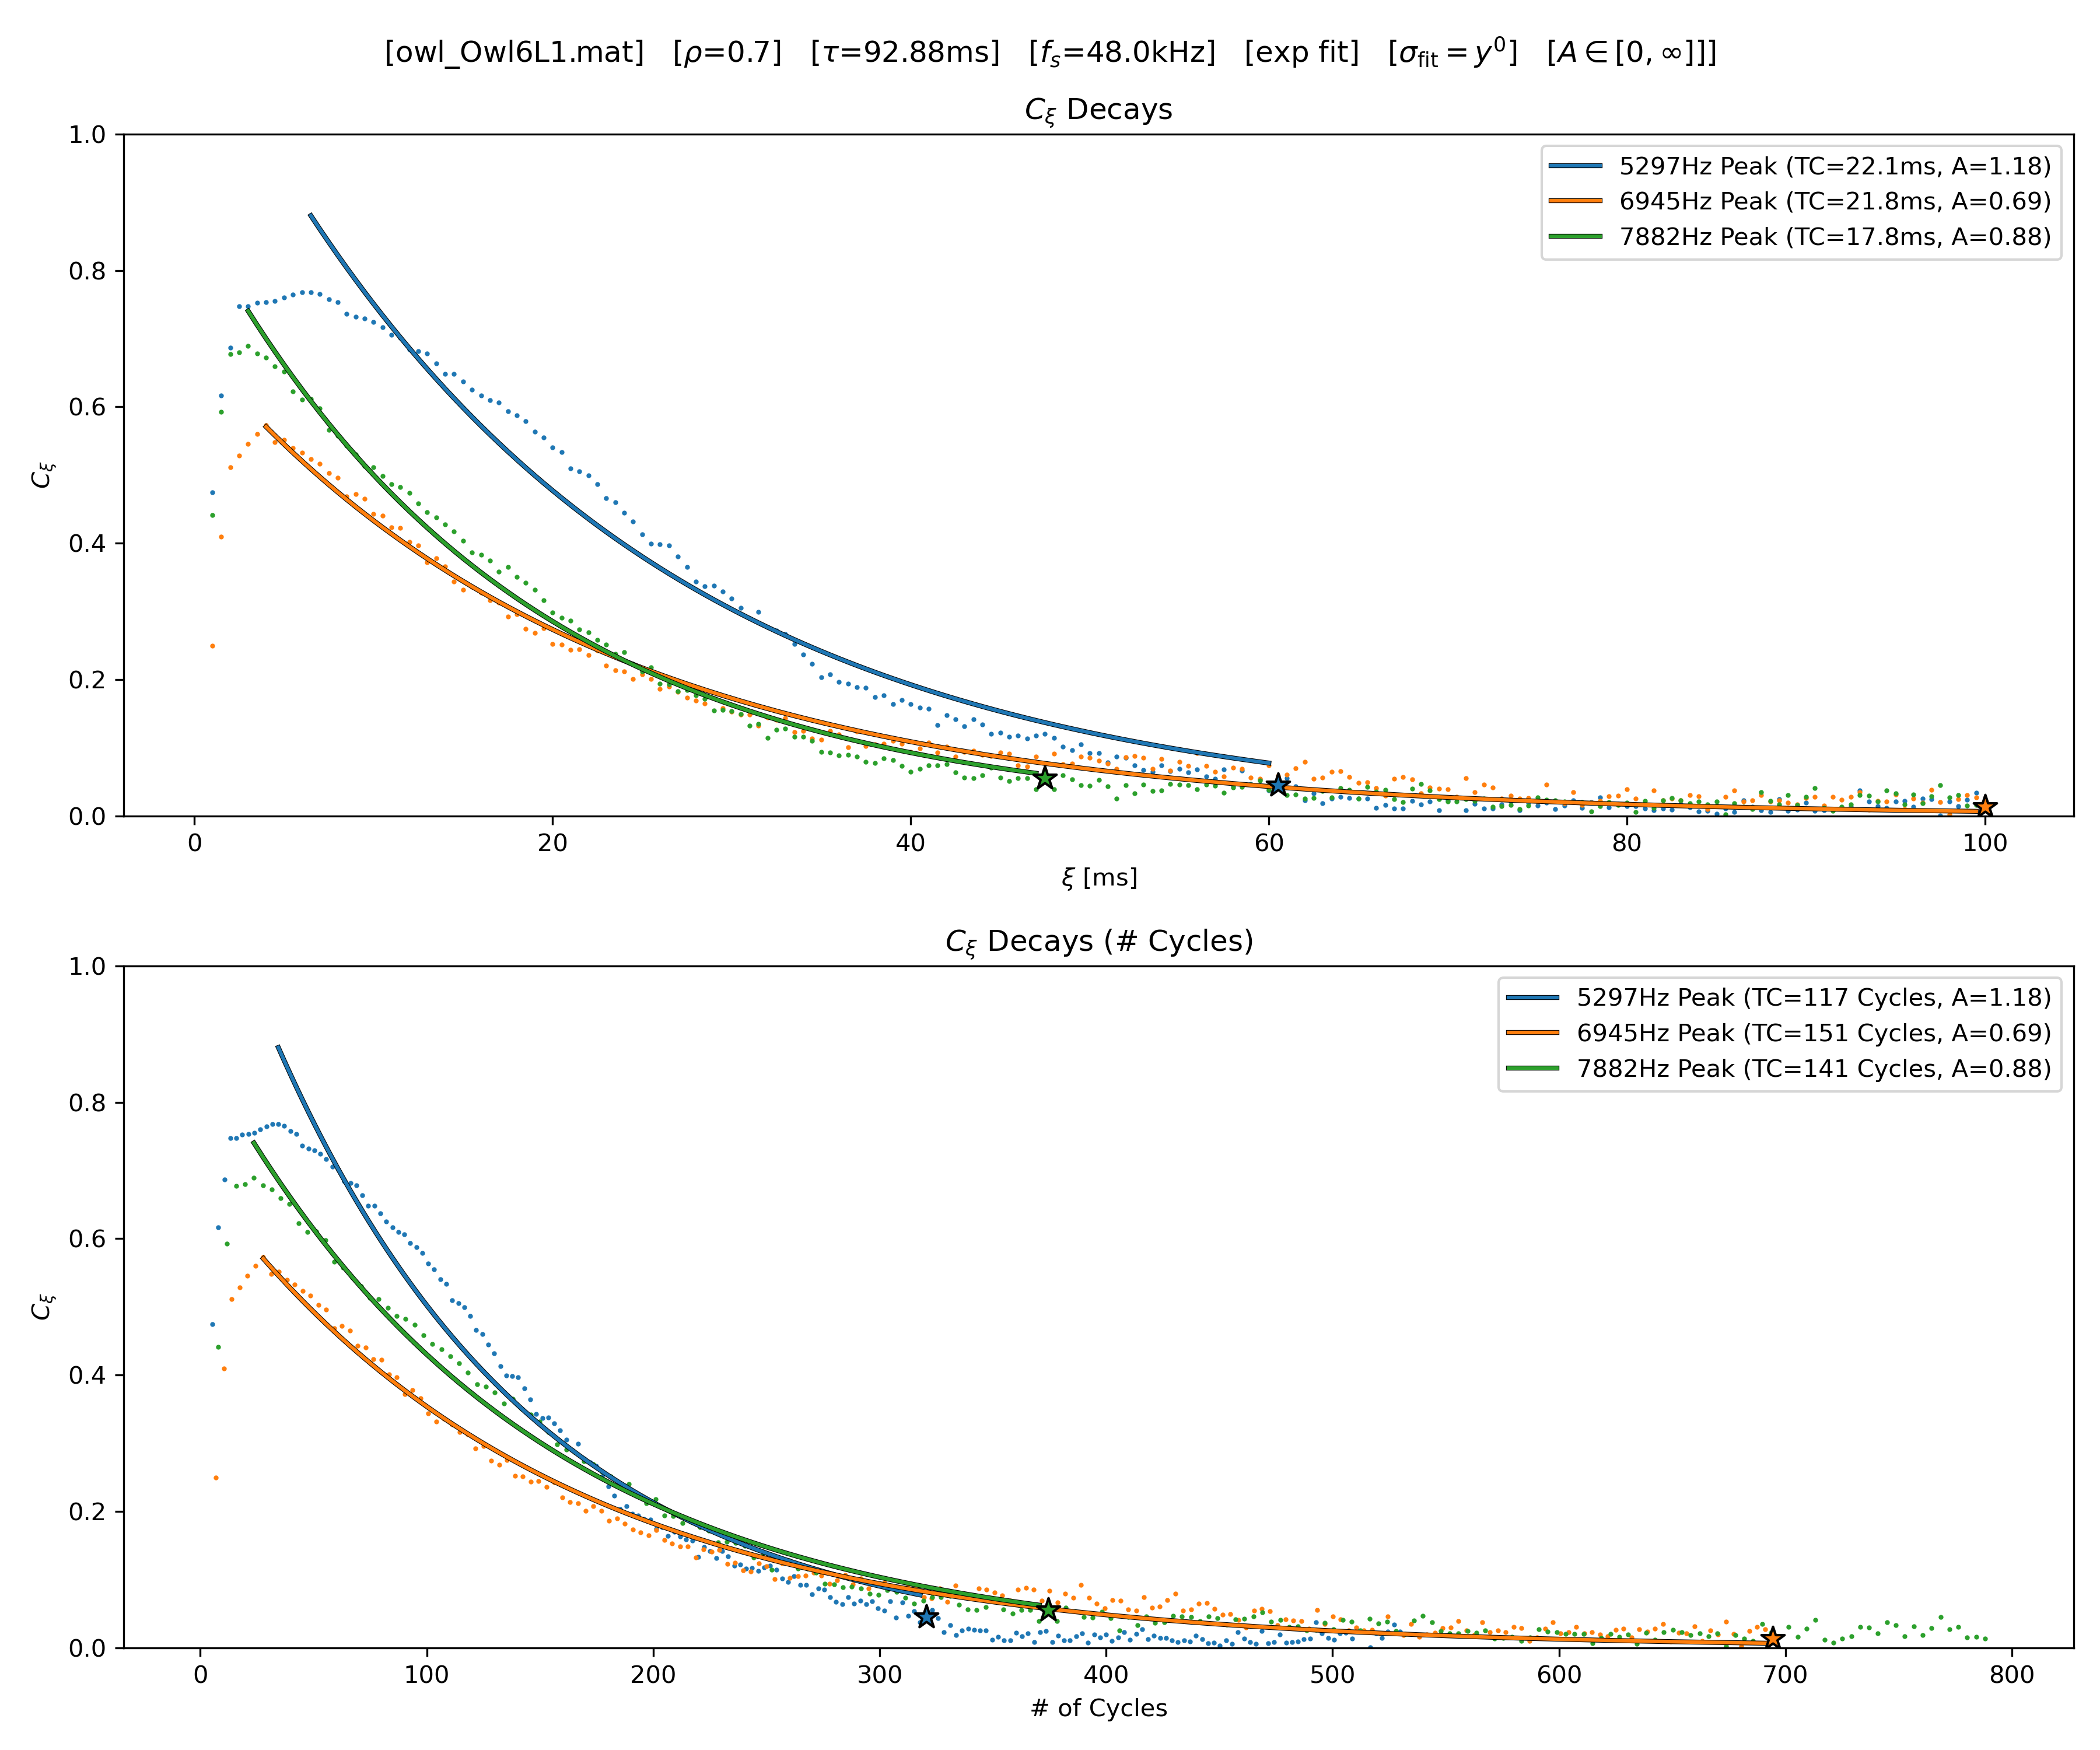 [owl_Owl6L1.mat] [ρ=0.7] [τ=92.88ms] [fₛ=48.0kHz] [exp fit] [σ_fit = y⁰] [A ∈ [0, ∞]]]
C_ξ Decays
1.0
0.8
0.6
0.4
0.2
0.0
C_ξ
5297Hz Peak (TC=22.1ms, A=1.18)
6945Hz Peak (TC=21.8ms, A=0.69)
7882Hz Peak (TC=17.8ms, A=0.88)
0 20 40 60 80 100
ξ [ms]
C_ξ Decays (# Cycles)
1.0
0.8
0.6
0.4
0.2
0.0
C_ξ
5297Hz Peak (TC=117 Cycles, A=1.18)
6945Hz Peak (TC=151 Cycles, A=0.69)
7882Hz Peak (TC=141 Cycles, A=0.88)
0 100 200 300 400 500 600 700 800
# of Cycles